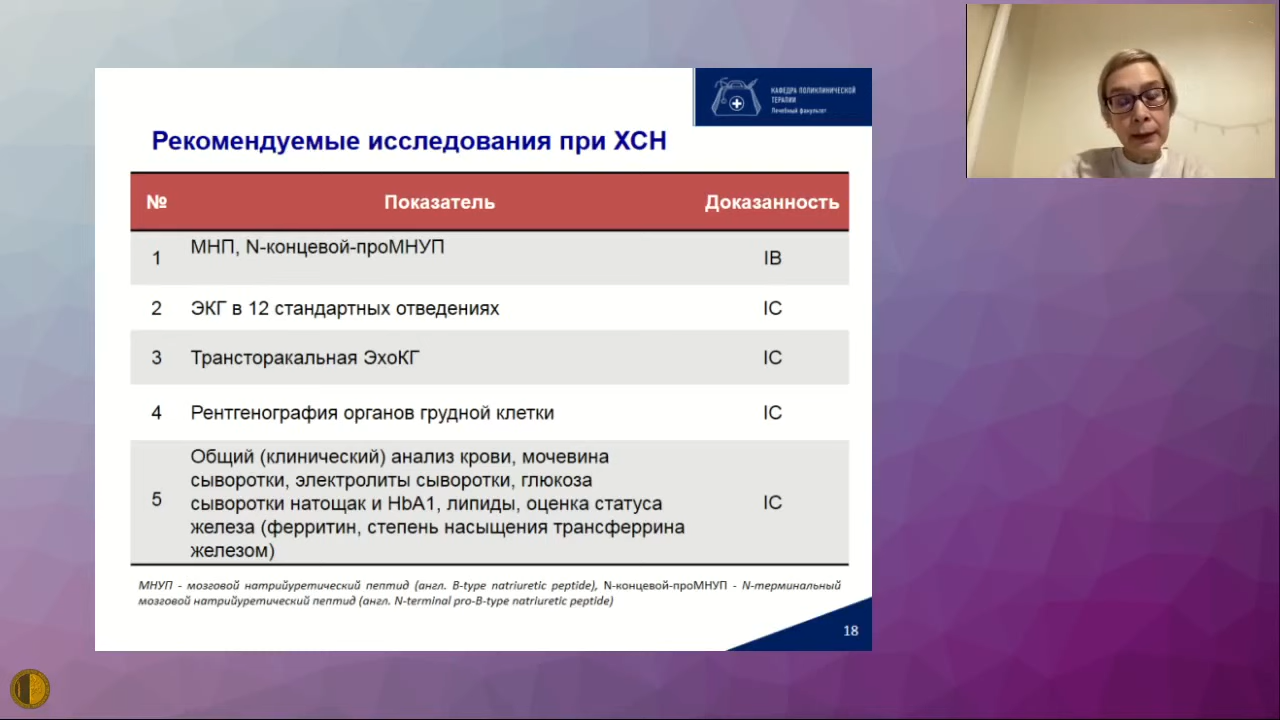 КАФЕДРА ПОЛИКЛИНИЧЕСКОЙ
ТЕРАПИИ
Лечебный факультет
Рекомендуемые исследования при ХСН
№ Показатель Доказанность
1 МНП, N-концевой-проМНУП IB
2 ЭКГ в 12 стандартных отведениях IC
3 Трансторакальная ЭхоКГ IC
4 Рентгенография органов грудной клетки IC
Общий (клинический) анализ крови, мочевина
сыворотки, электролиты сыворотки, глюкоза
5 сыворотки натощак и HbA1, липиды, оценка статуса IC
железа (ферритин, степень насыщения трансферрина
железом)
МНУП - мозговой натрийуретический пептид (англ. B-type natriuretic peptide), N-концевой-проМНУП - N-терминальный
мозговой натрийуретический пептид (англ. N-terminal pro-B-type natriuretic peptide)
18